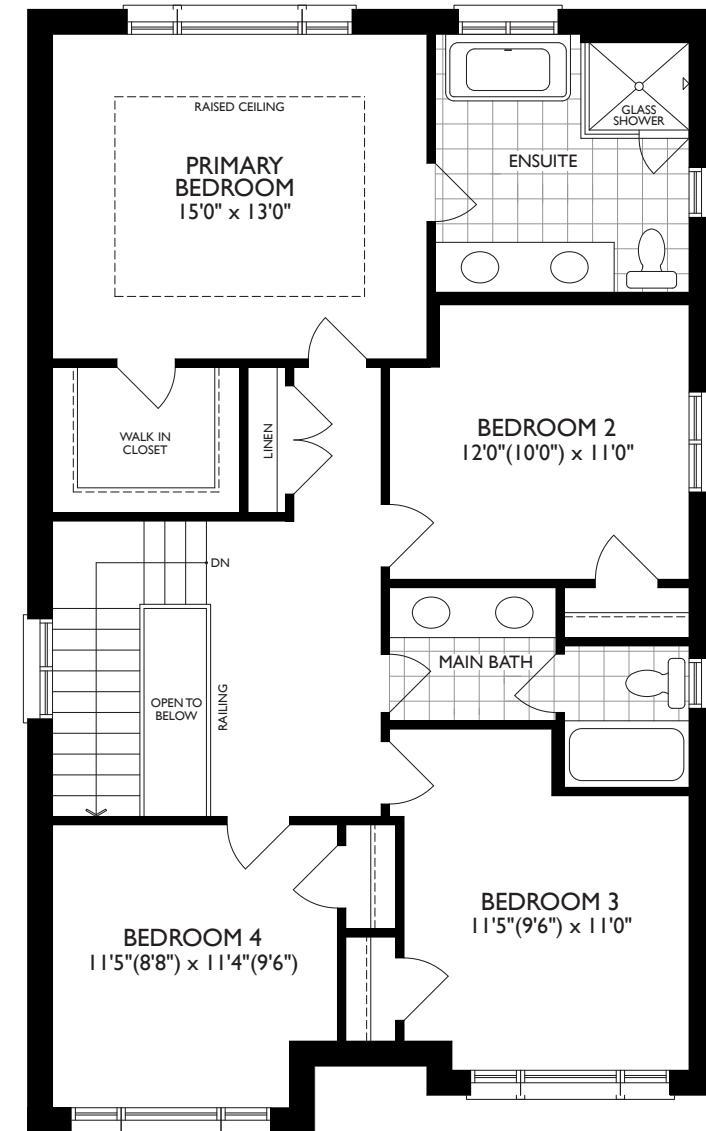 RAISED CEILING
PRIMARY
BEDROOM
15'0" x 13'0"
GLASS
SHOWER
ENSUITE
WALK IN
CLOSET
LINEN
BEDROOM 2
12'0"(10'0") x 11'0"
DN
MAIN BATH
OPEN TO
BELOW
RAILING
BEDROOM 3
11'5"(9'6") x 11'0"
BEDROOM 4
11'5"(8'8") x 11'4"(9'6")